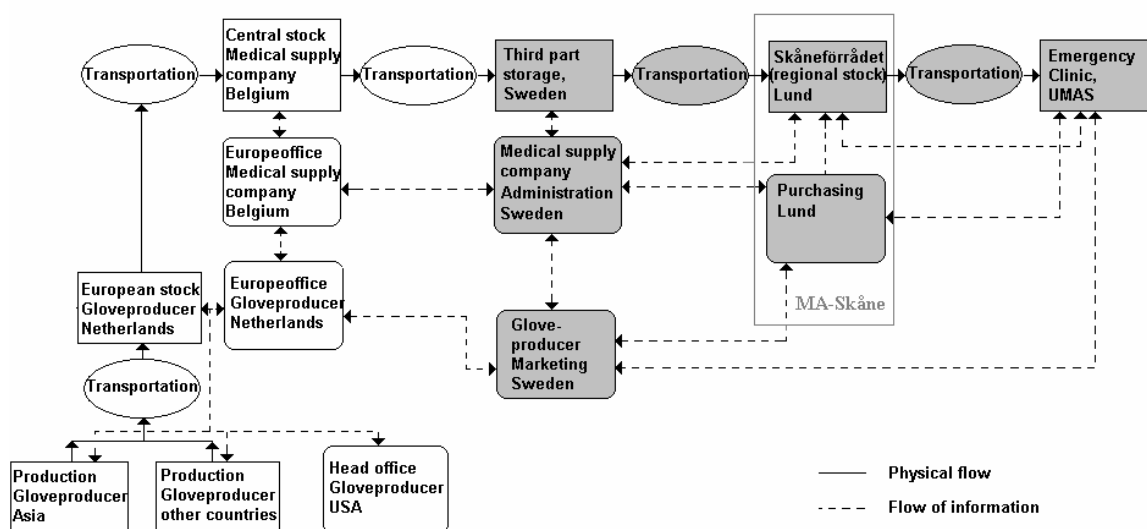 Transportation
Central stock
Medical supply
company
Belgium
Transportation
Third part
storage,
Sweden
Transportation
Skåneförrådet
(regional stock)
Lund
Transportation
Emergency
Clinic,
UMAS
Europeoffice
Medical supply
company
Belgium
Medical supply
company
Administration
Sweden
Purchasing
Lund
MA-Skåne
European stock
Gloveproducer
Netherlands
Europeoffice
Gloveproducer
Netherlands
Glove-
producer
Marketing
Sweden
Transportation
Production
Gloveproducer
Asia
Production
Gloveproducer
other countries
Head office
Gloveproducer
USA
Physical flow
Flow of information